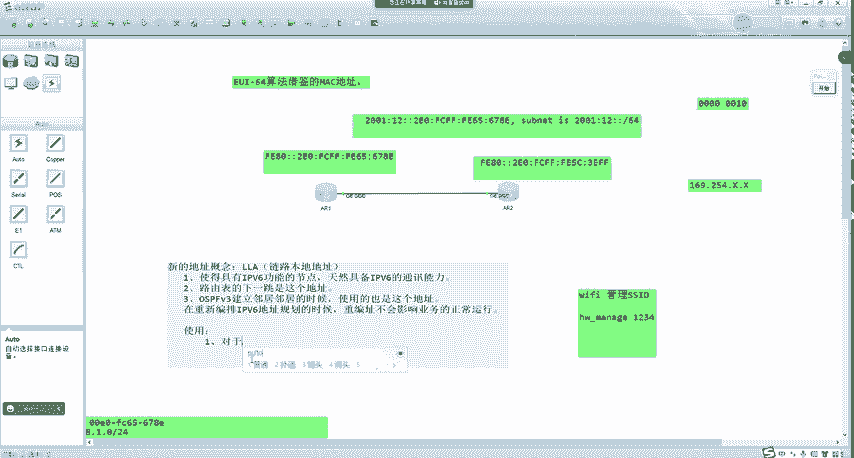 EUI-64算法借鉴的MAC地址.
0000 0010
2001:12::2E0:FCFF:FE65:678E, subnet is 2001:12::/64
FE80::2E0:FCFF:FE65:678E
FE80::2E0:FCFF:FE5C:3EFF
169.254.X.X
AR1
AR2
Auto
Copper
Serial
POS
E1
ATM
CTL
新的地址概念:LLA(链路本地地址)
1、使得具有IPV6功能的节点,天然具备IPV6的通讯能力。
2、路由表的下一跳是这个地址。
3、OSPFv3建立邻居邻居的时候,使用的也是这个地址。
在重新编排IPV6地址规划的时候,重编址不会影响业务的正常运行。
使用:
1、对于
wifi 管理SSID
hw_manage 1234
Auto
自动选择接口连接设备。
00e0-fc65-678e
8.1.0/24